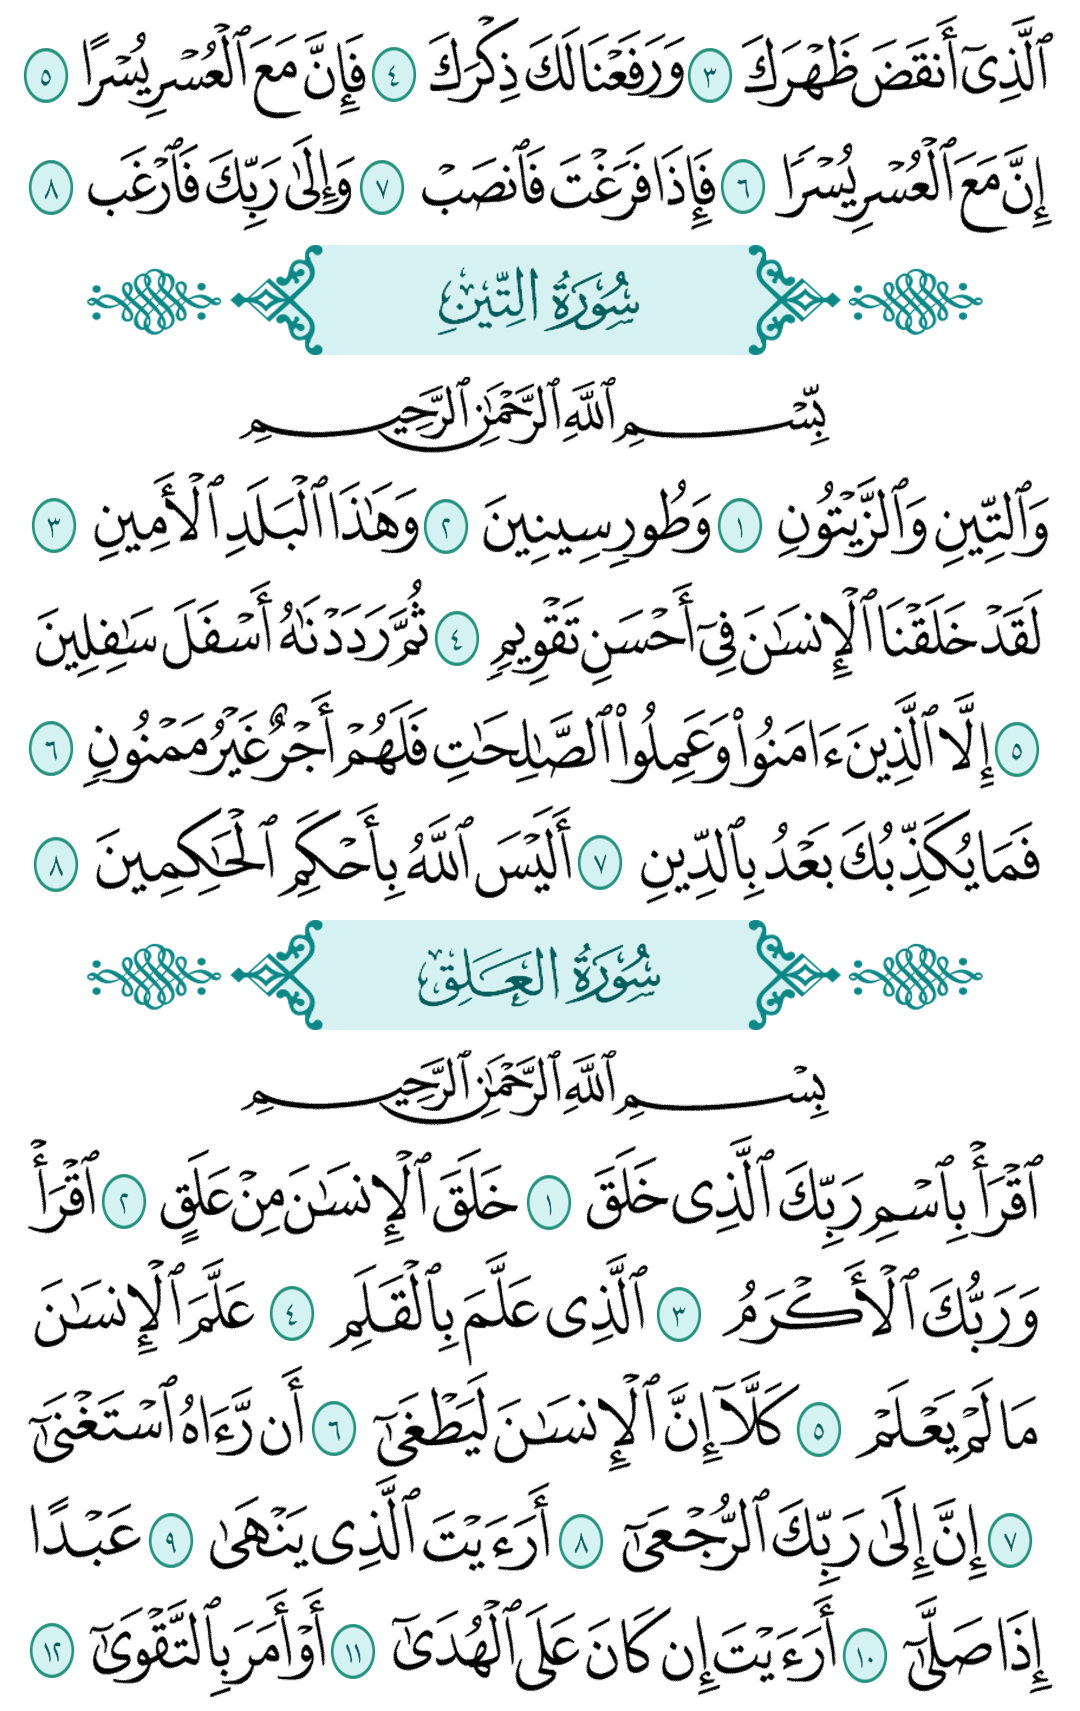 ٱلَّذِىٓ أَنقَضَ ظَهْرَكَ ٣ وَرَفَعْنَا لَكَ ذِكْرَكَ ٤ فَإِنَّ مَعَ ٱلْعُسْرِ يُسْرًا ٥
إِنَّ مَعَ ٱلْعُسْرِ يُسْرًا ٦ فَإِذَا فَرَغْتَ فَٱنصَبْ ٧ وَإِلَىٰ رَبِّكَ فَٱرْغَب ٨
سُورَةُ التِّينِ
بِّسْمِ ٱللَّهِ ٱلرَّحْمَٰنِ ٱلرَّحِيمِ
وَٱلتِّينِ وَٱلزَّيْتُونِ ١ وَطُورِ سِينِينَ ٢ وَهَٰذَا ٱلْبَلَدِ ٱلْأَمِينِ ٣
لَقَدْ خَلَقْنَا ٱلْإِنسَٰنَ فِىٓ أَحْسَنِ تَقْوِيمٍ ٤ ثُمَّ رَدَدْنَٰهُ أَسْفَلَ سَٰفِلِينَ
٥ إِلَّا ٱلَّذِينَ ءَامَنُوا۟ وَعَمِلُوا۟ ٱلصَّٰلِحَٰتِ فَلَهُمْ أَجْرٌ غَيْرُ مَمْنُونٍ ٦
فَمَا يُكَذِّبُكَ بَعْدُ بِٱلدِّينِ ٧ أَلَيْسَ ٱللَّهُ بِأَحْكَمِ ٱلْحَٰكِمِينَ ٨
سُورَةُ العَلَقِ
بِسْمِ ٱللَّهِ ٱلرَّحْمَٰنِ ٱلرَّحِيمِ
ٱقْرَأْ بِٱسْمِ رَبِّكَ ٱلَّذِى خَلَقَ ١ خَلَقَ ٱلْإِنسَٰنَ مِنْ عَلَقٍ ٢ ٱقْرَأْ
وَرَبُّكَ ٱلْأَكْرَمُ ٣ ٱلَّذِى عَلَّمَ بِٱلْقَلَمِ ٤ عَلَّمَ ٱلْإِنسَٰنَ
مَا لَمْ يَعْلَمْ ٥ كَلَّآ إِنَّ ٱلْإِنسَٰنَ لَيَطْغَىٰٓ ٦ أَن رَّءَاهُ ٱسْتَغْنَىٰٓ
٧ إِنَّ إِلَىٰ رَبِّكَ ٱلرُّجْعَىٰٓ ٨ أَرَءَيْتَ ٱلَّذِى يَنْهَىٰ ٩ عَبْدًا
إِذَا صَلَّىٰٓ ١٠ أَرَءَيْتَ إِن كَانَ عَلَى ٱلْهُدَىٰٓ ١١ أَوْ أَمَرَ بِٱلتَّقْوَىٰٓ ١٢